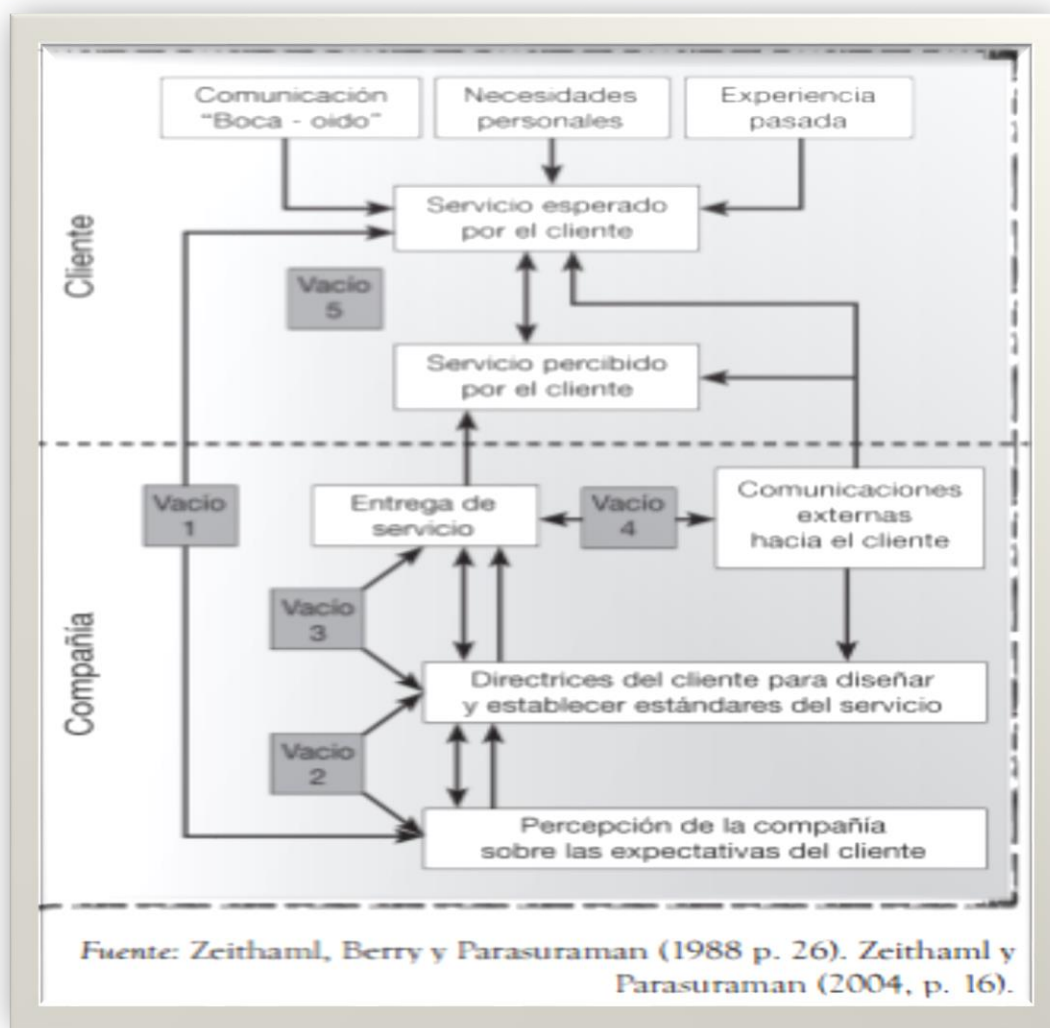 Comunicación
"Boca - oido"
Necesidades
personales
Experiencia
pasada
Cliente
Servicio esperado
por el cliente
Vacio
5
Servicio percibido
por el cliente
Compañía
Vacio
1
Entrega de
servicio
Vacio
4
Comunicaciones
externas
hacia el cliente
Vacio
3
Directrices del cliente para diseñar
y establecer estándares del servicio
Vacio
2
Percepción de la compañía
sobre las expectativas del cliente
Fuente: Zeithaml, Berry y Parasuraman (1988 p. 26). Zeithaml y
Parasuraman (2004, p. 16).